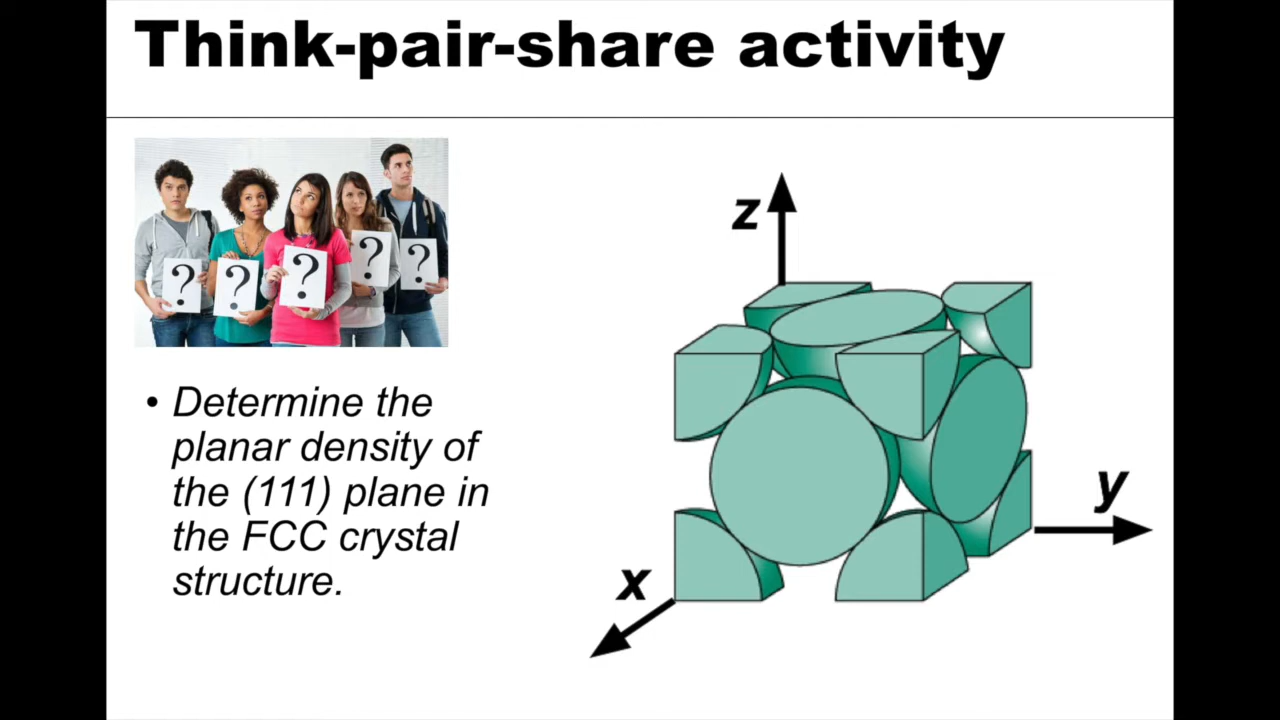 Think-pair-share activity
? ? ? ? ?
• Determine the
planar density of
the (111) plane in
the FCC crystal
structure.
z
y
x